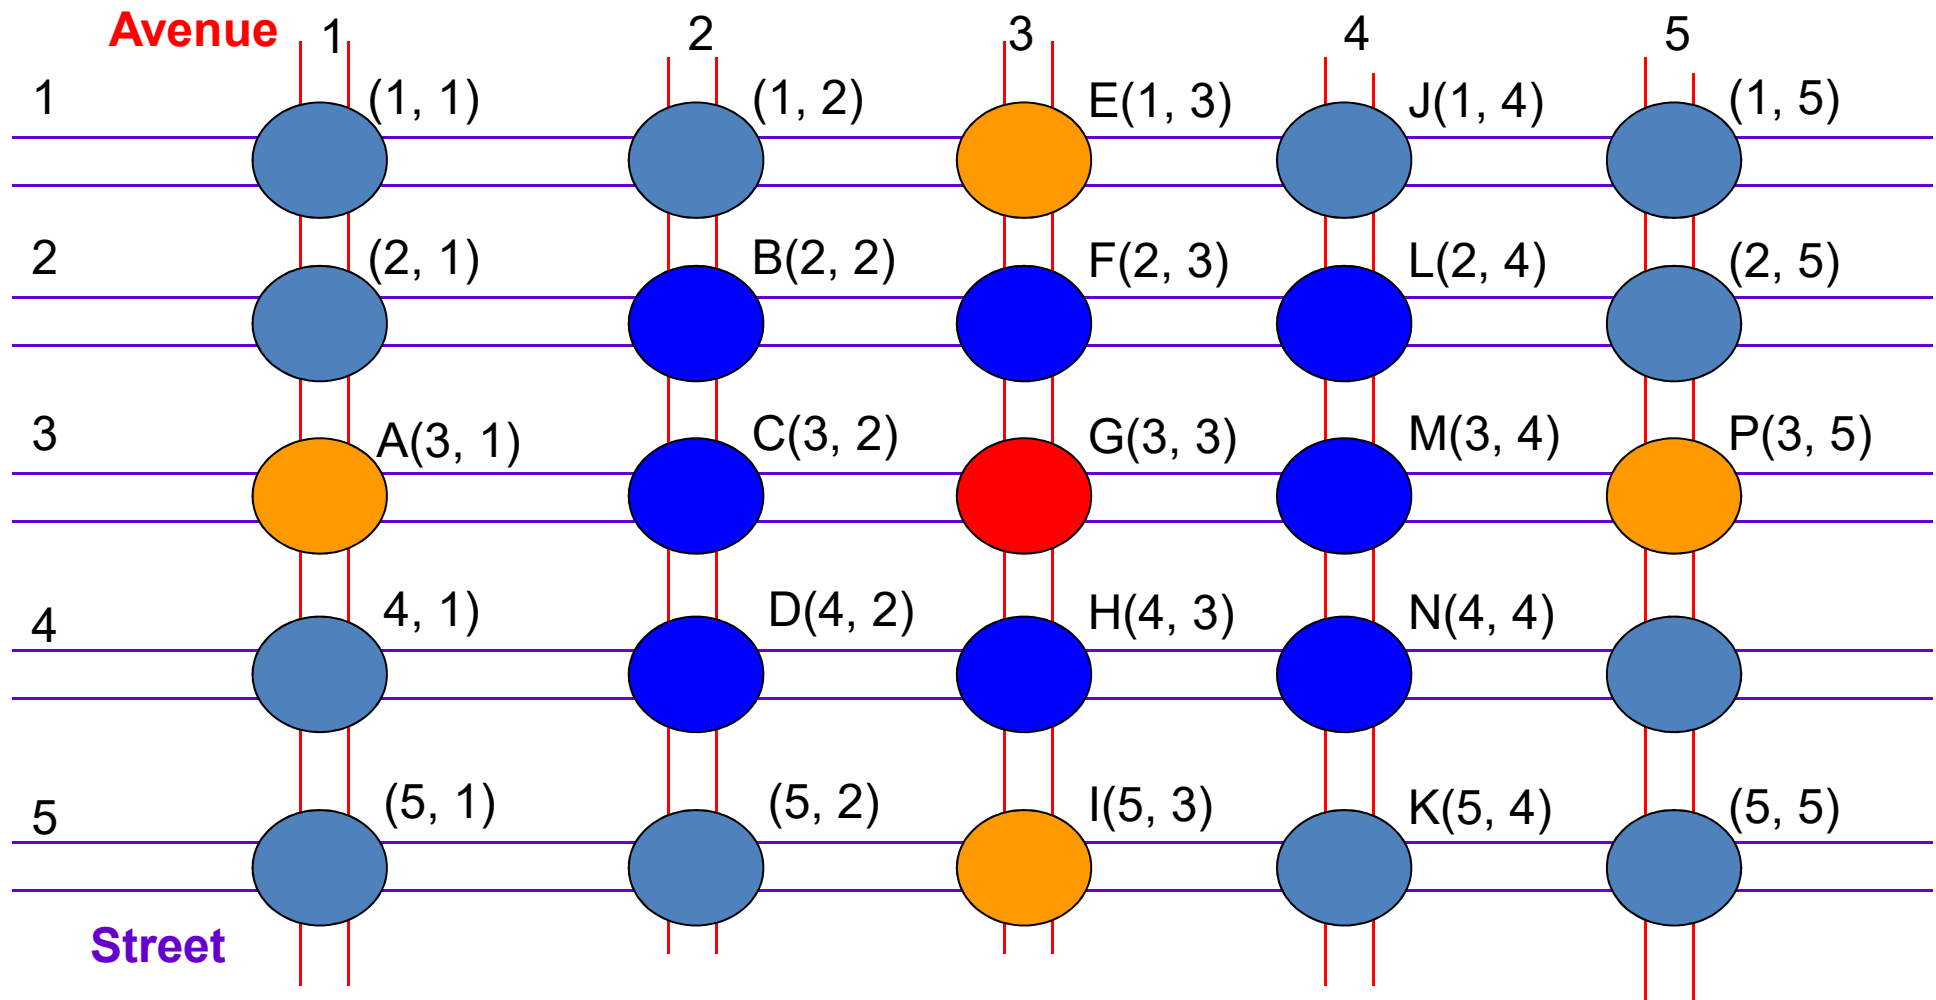 Avenue 1 2 3 4 5
1 (1, 1) (1, 2) E(1, 3) J(1, 4) (1, 5)
2 (2, 1) B(2, 2) F(2, 3) L(2, 4) (2, 5)
3 A(3, 1) C(3, 2) G(3, 3) M(3, 4) P(3, 5)
4 4, 1) D(4, 2) H(4, 3) N(4, 4)
5 (5, 1) (5, 2) I(5, 3) K(5, 4) (5, 5)
Street